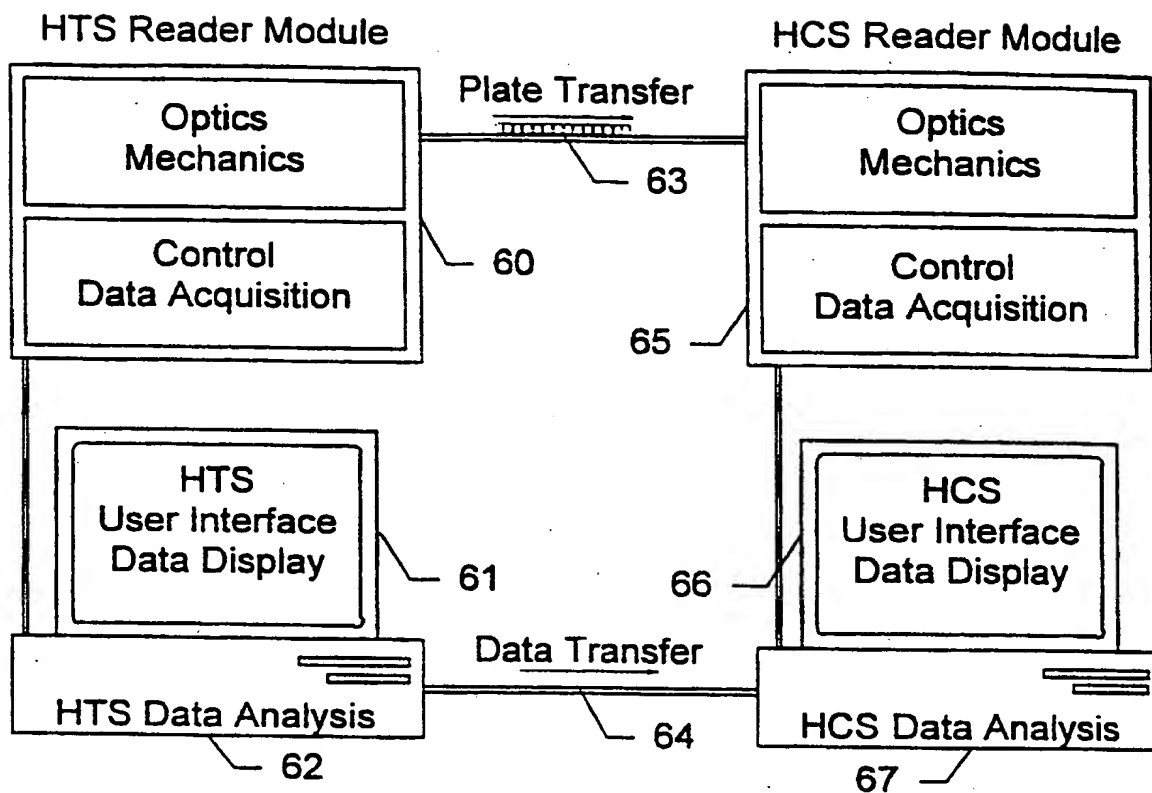 HTS Reader Module
HCS Reader Module
Optics
Mechanics
Plate Transfer
Optics
Mechanics
63
Control
Data Acquisition
60
Control
Data Acquisition
65
HTS
User Interface
Data Display
61
HCS
User Interface
Data Display
66
Data Transfer
HTS Data Analysis
64
HCS Data Analysis
62
67